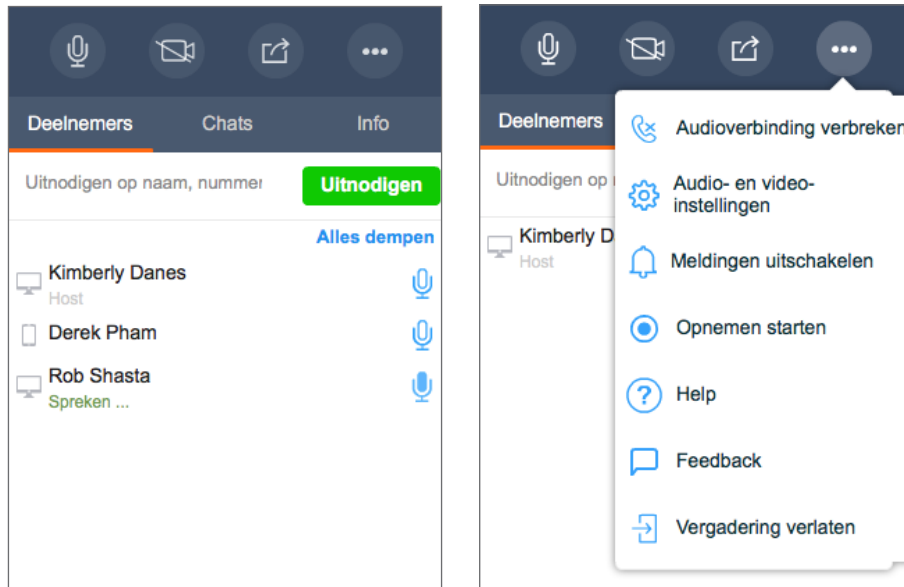 Deelnemers Chats Info
Uitnodigen op naam, nummer Uitnodigen
Alles dempen
Kimberly Danes
Host
Derek Pham
Rob Shasta
Spreken ...
Deelnemers
Uitnodigen op
Kimberly D
Host
Audioverbinding verbreken
Audio- en video-
instellingen
Meldingen uitschakelen
Opnemen starten
Help
Feedback
Vergadering verlaten